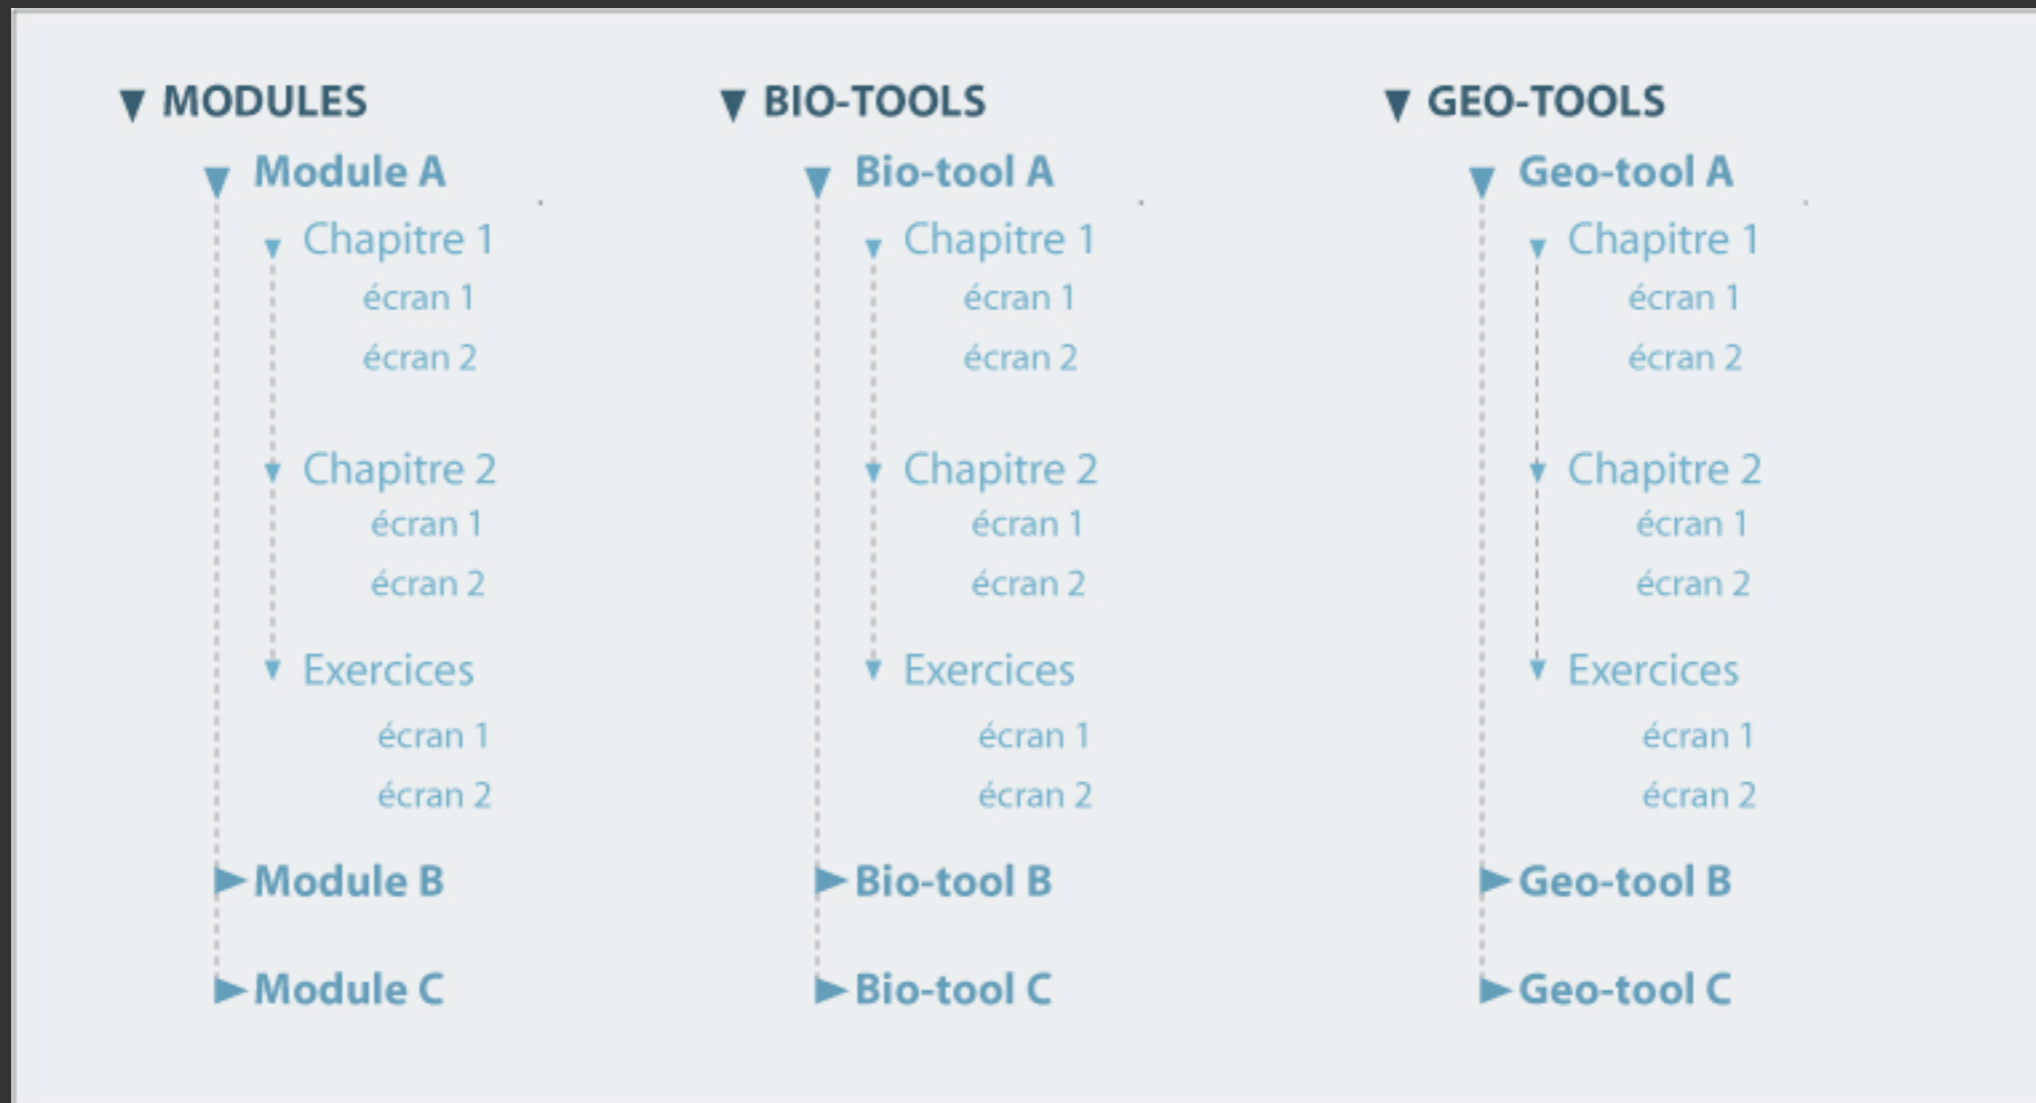 MODULES
Module A
Chapitre 1
écran 1
écran 2
Chapitre 2
écran 1
écran 2
Exercices
écran 1
écran 2
Module B
Module C
BIO-TOOLS
Bio-tool A
Chapitre 1
écran 1
écran 2
Chapitre 2
écran 1
écran 2
Exercices
écran 1
écran 2
Bio-tool B
Bio-tool C
GEO-TOOLS
Geo-tool A
Chapitre 1
écran 1
écran 2
Chapitre 2
écran 1
écran 2
Exercices
écran 1
écran 2
Geo-tool B
Geo-tool C